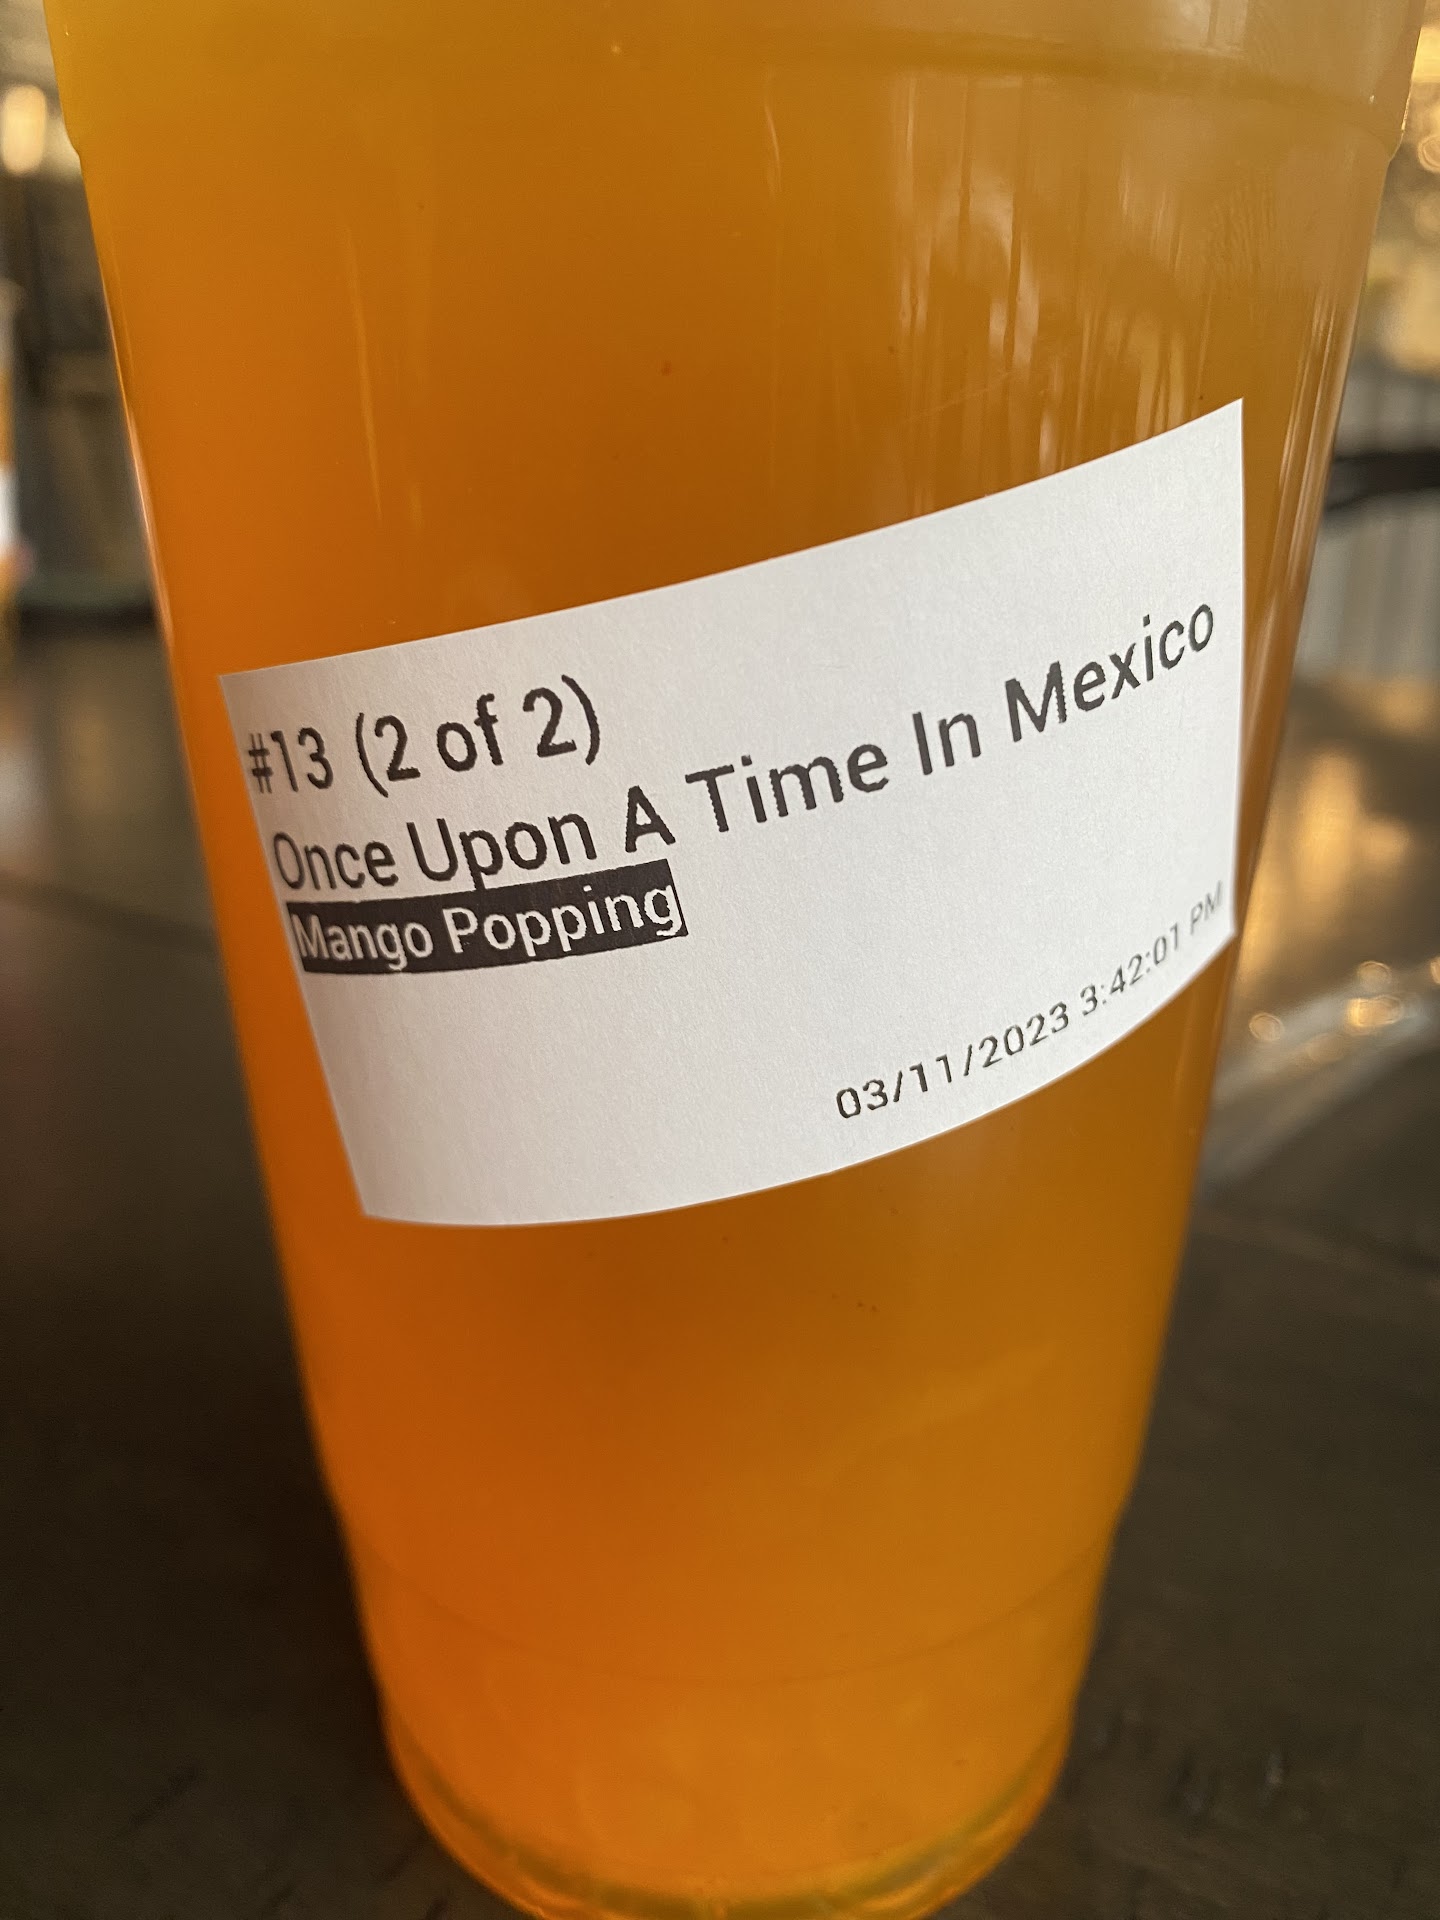 #13 (2 of 2)
Once Upon A Time In Mexico
Mango Popping
03/11/2023 3:42:01 PM